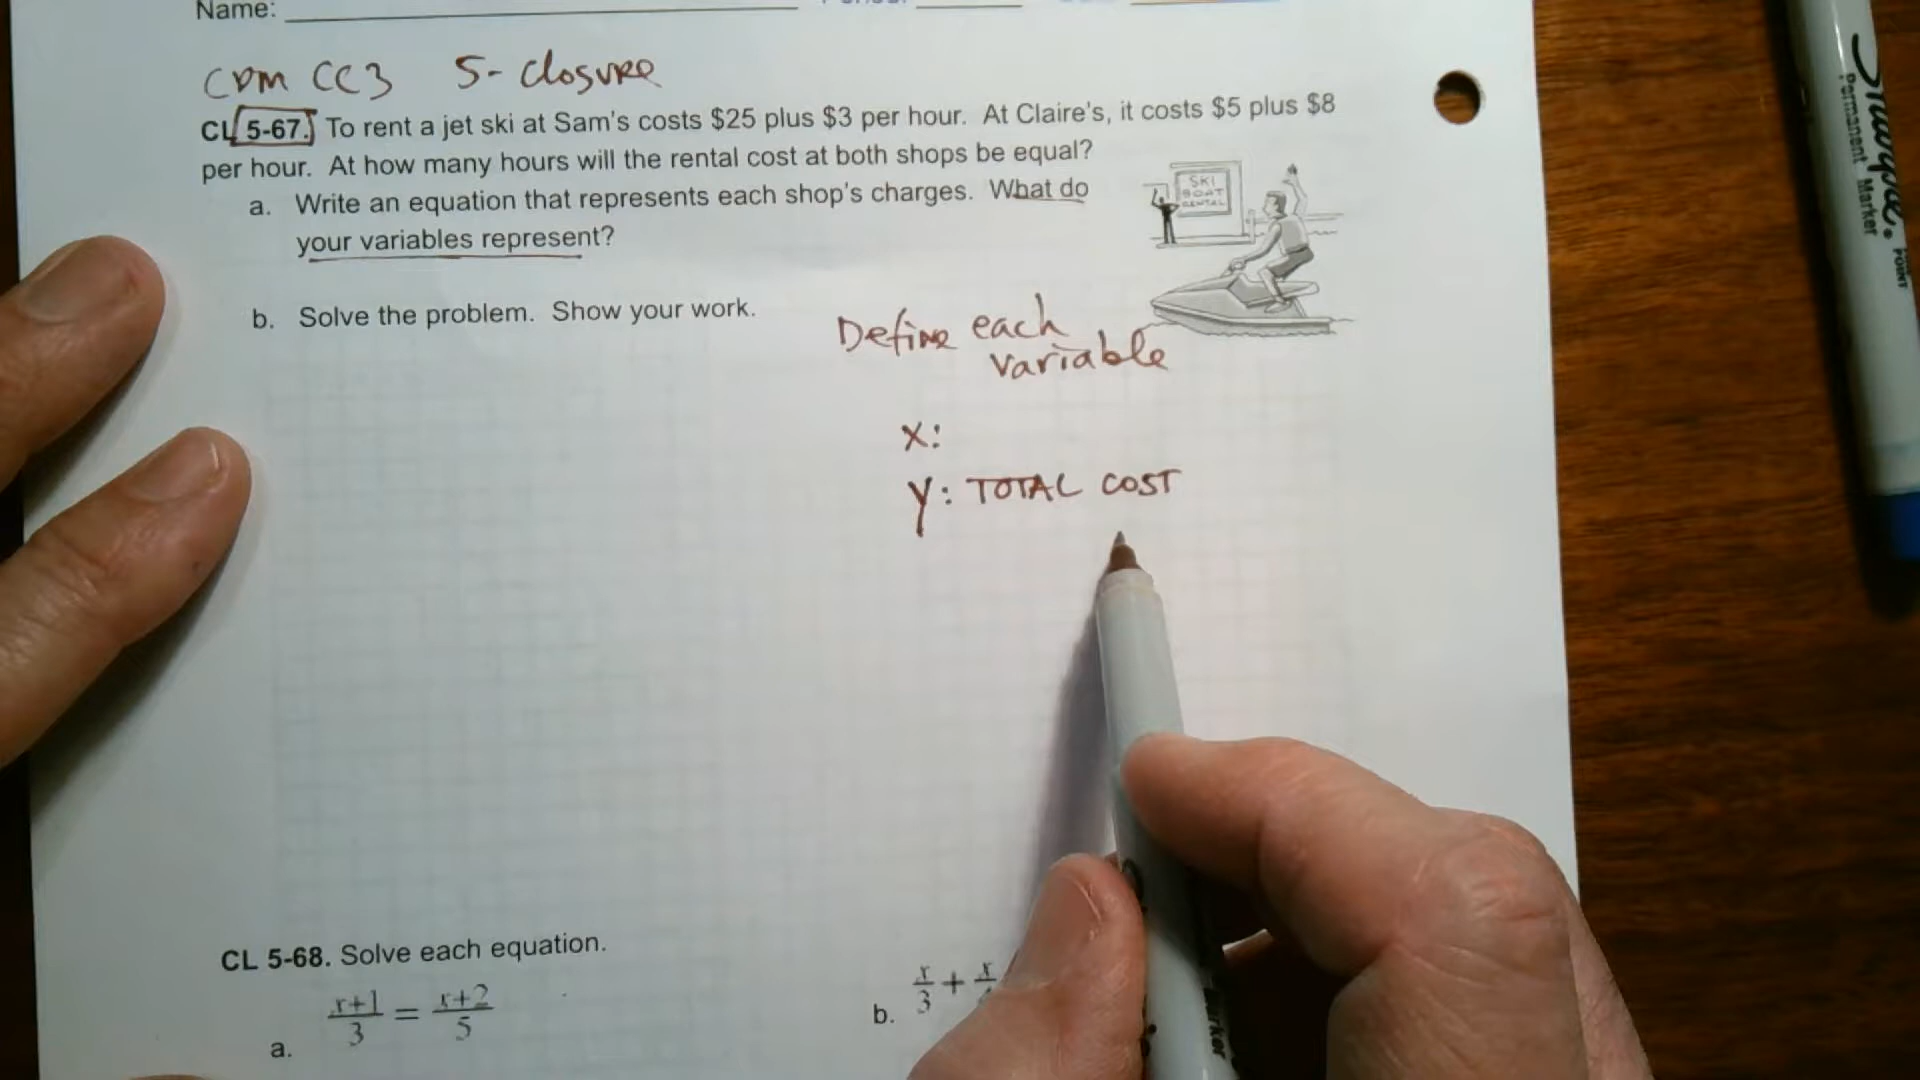 Name:
CPM CC3 5-closure
CL 5-67. To rent a jet ski at Sam's costs $25 plus $3 per hour. At Claire's, it costs $5 plus $8
per hour. At how many hours will the rental cost at both shops be equal?
a. Write an equation that represents each shop's charges. What do
your variables represent?
SKI
BOAT
RENTAL
b. Solve the problem. Show your work.
Define each
variable
x:
y: TOTAL COST
CL 5-68. Solve each equation.
a. x+1/3 = x+2/5
b. x/3 + x
Sharpie.
Permanent Marker
POINT